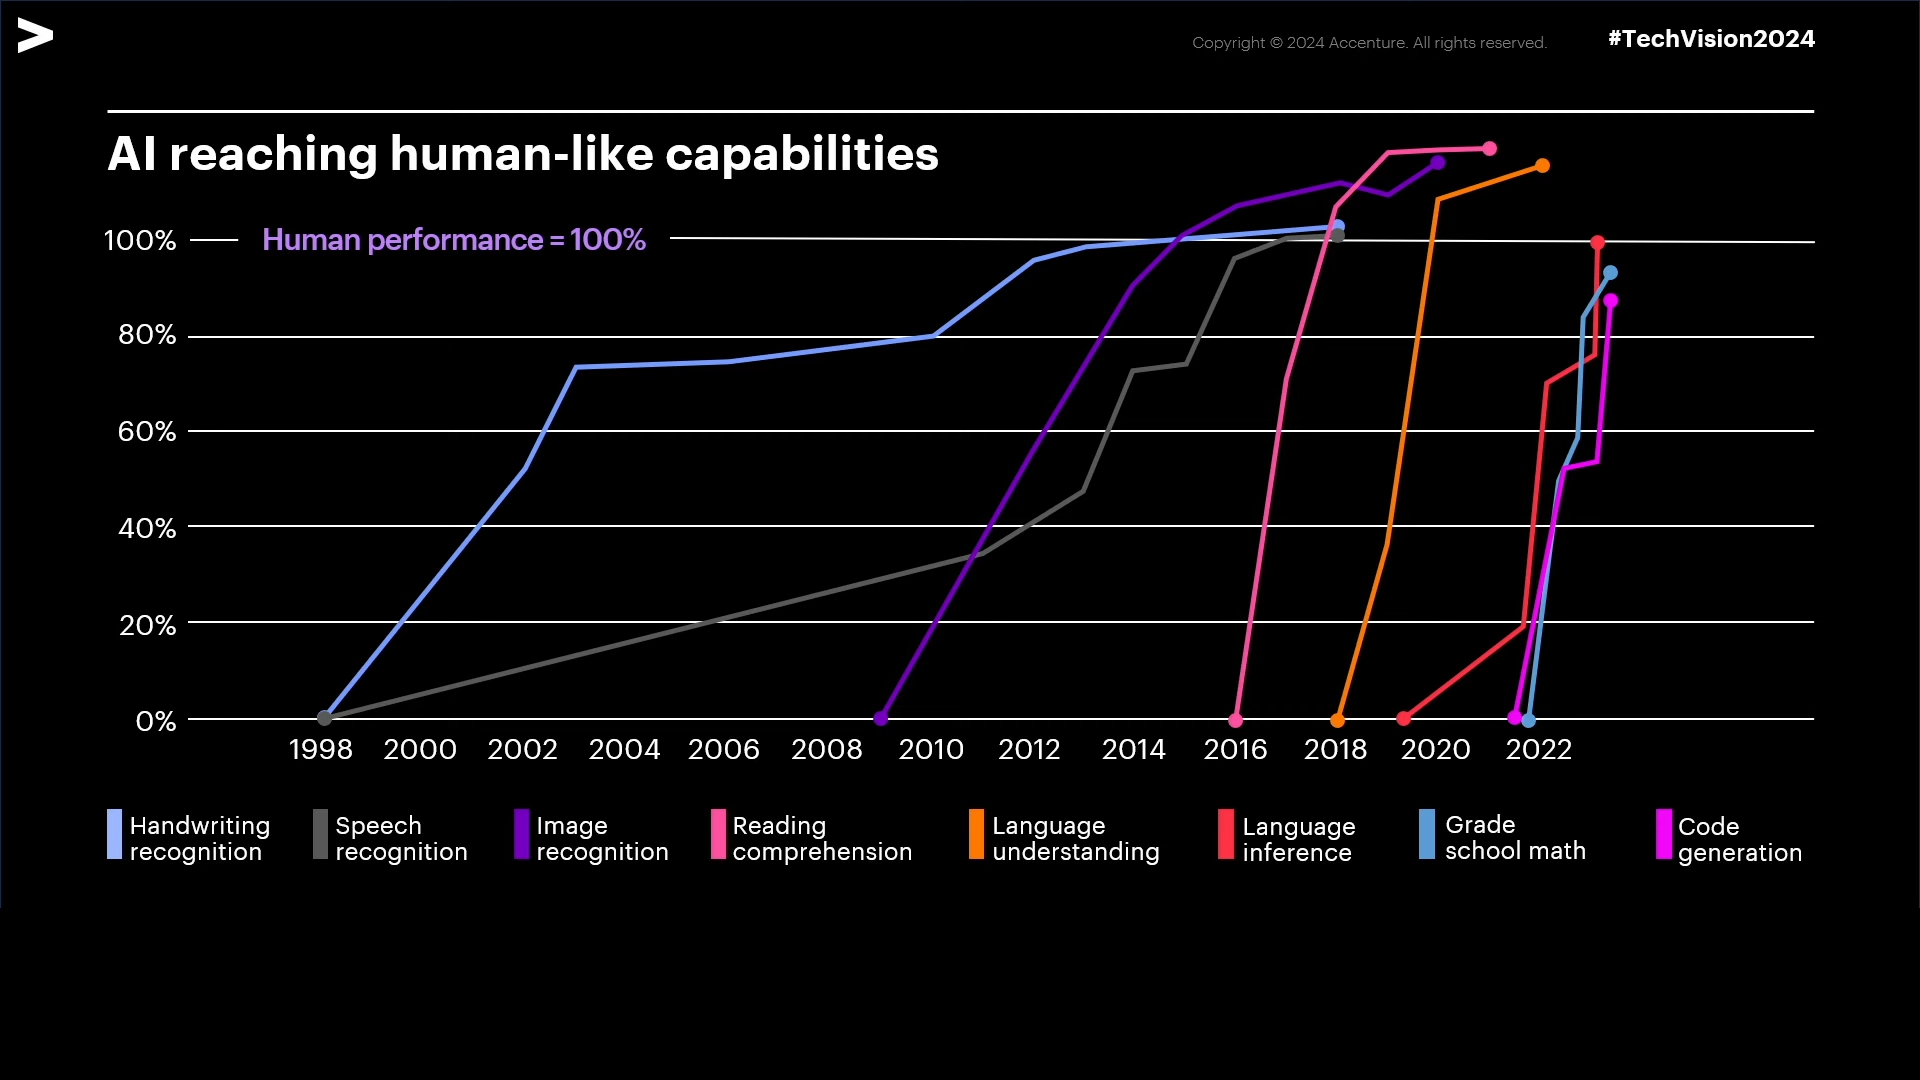 Copyright © 2024 Accenture. All rights reserved.
#TechVision2024
AI reaching human-like capabilities
100%
Human performance = 100%
80%
60%
40%
20%
0%
1998 2000 2002 2004 2006 2008 2010 2012 2014 2016 2018 2020 2022
Handwriting
recognition
Speech
recognition
Image
recognition
Reading
comprehension
Language
understanding
Language
inference
Grade
school math
Code
generation